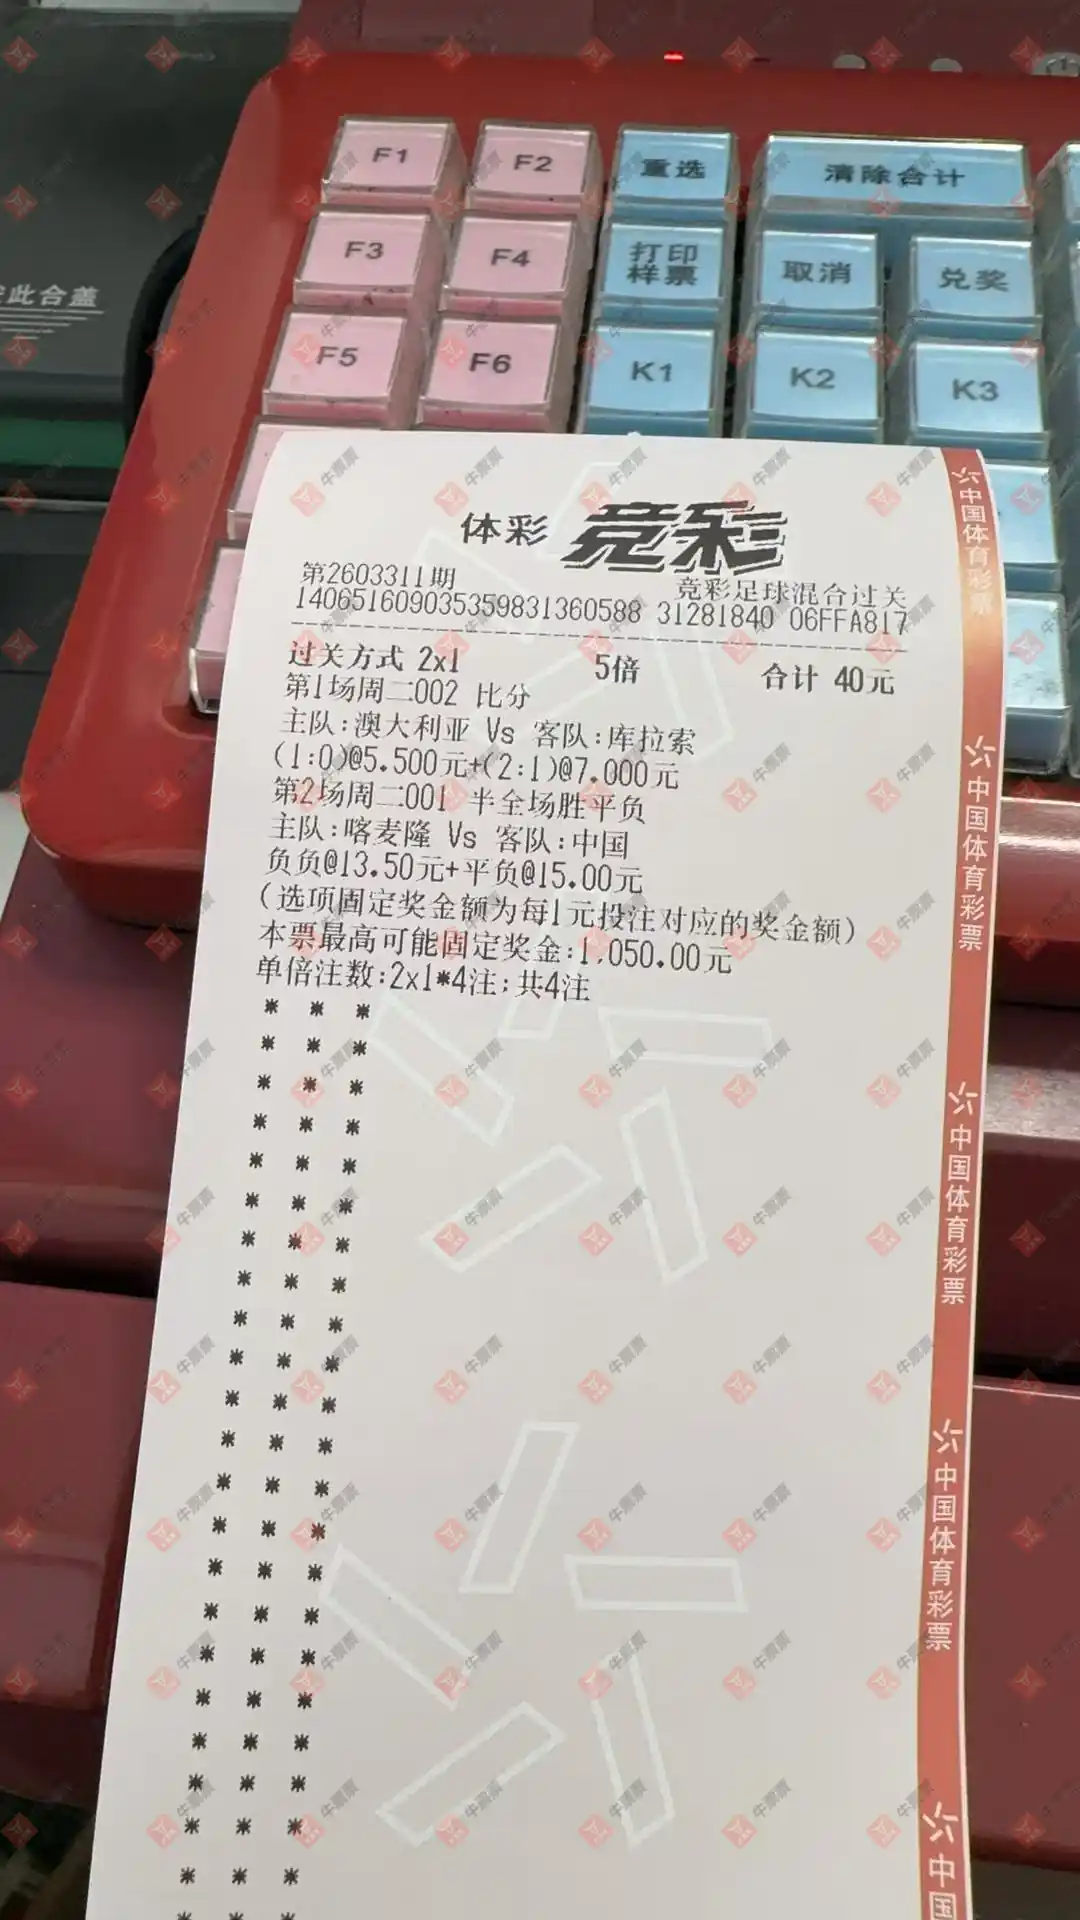 F1 F2 重选 清除合计
F3 F4 打印样票 取消 兑奖
此合盖
F5 F6 K1 K2 K3
体彩 竞彩
第2603311期 竞彩足球混合过关
140651609035359831360588 31281840 06FFA817
过关方式 2x1 5倍 合计 40元
第1场周二002 比分
主队:澳大利亚 Vs 客队:库拉索
(1:0)@5.500元+(2:1)@7.000元
第2场周二001 半全场胜平负
主队:喀麦隆 Vs 客队:中国
负负@13.50元+平负@15.00元
(选项固定奖金额为每1元投注对应的奖金额)
本票最高可能固定奖金:1,050.00元
单倍注数:2x1*4注;共4注
中国体育彩票
中国体育彩票
中国体育彩票
中国体育彩票
中国
牛票票